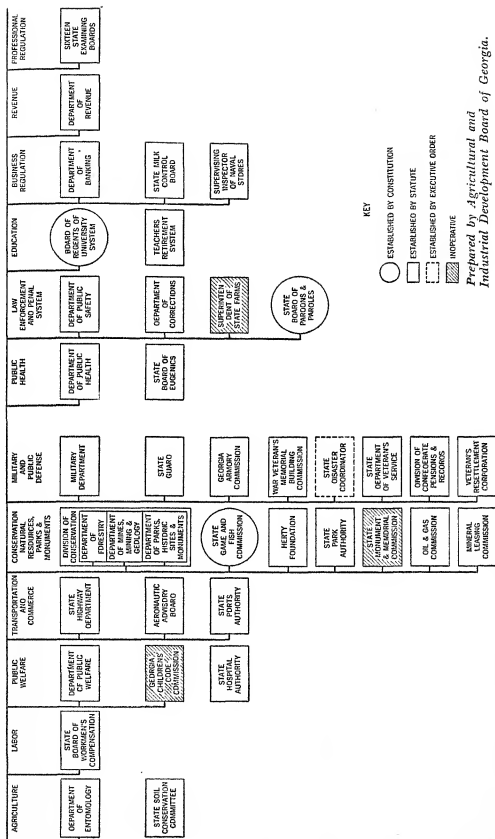 AGRICULTURE
DEPARTMENT
OF
ENTOMOLOGY
STATE SOIL
CONSERVATION
COMMITTEE
LABOR
STATE
BOARD OF
WORKMEN'S
COMPENSATION
PUBLIC
WELFARE
DEPARTMENT
OF PUBLIC
WELFARE
GEORGIA
CHILDRENS'
CODE
COMMISSION
STATE
HOSPITAL
AUTHORITY
TRANSPORTATION
AND
COMMERCE
STATE
HIGHWAY
DEPARTMENT
AERONAUTIC
ADVISORY
BOARD
STATE
PORTS
AUTHORITY
CONSERVATION
NATURAL
RESOURCES,
PARKS &
MONUMENTS
DIVISION OF
CONSERVATION
DEPARTMENT
OF
FORESTRY
DEPARTMENT
OF MINES,
MINING &
GEOLOGY
DEPARTMENT
OF PARKS,
HISTORIC
SITES &
MONUMENTS
STATE
GAME AND
FISH
COMMISSION
HERTY
FOUNDATION
STATE
PARK
AUTHORITY
STATE
MONUMENT
& MEMORIAL
COMMISSION
OIL & GAS
COMMISSION
MINERAL
LEASING
COMMISSION
MILITARY
AND
PUBLIC
DEFENSE
MILITARY
DEPARTMENT
STATE
GUARD
GEORGIA
ARMORY
COMMISSION
WAR VETERAN'S
MEMORIAL
BUILDING
COMMISSION
STATE
DISASTER
COORDINATOR
STATE
DEPARTMENT
OF VETERAN'S
SERVICE
DIVISION OF
CONFEDERATE
PENSIONS &
RECORDS
VETERAN'S
RESETTLEMENT
CORPORATION
PUBLIC
HEALTH
DEPARTMENT
OF PUBLIC
HEALTH
STATE
BOARD OF
EUGENICS
LAW
ENFORCEMENT
AND PENAL
SYSTEM
DEPARTMENT
OF PUBLIC
SAFETY
DEPARTMENT
OF
CORRECTIONS
SUPERINTEN
DENT OF
STATE FARMS
STATE
BOARD OF
PARDONS &
PAROLES
EDUCATION
BOARD OF
REGENTS OF
UNIVERSITY
SYSTEM
TEACHERS
RETIREMENT
SYSTEM
BUSINESS
REGULATION
DEPARTMENT
OF
BANKING
STATE MILK
CONTROL
BOARD
SUPERVISING
INSPECTOR
OF NAVAL
STORES
REVENUE
DEPARTMENT
OF
REVENUE
PROFESSIONAL
REGULATION
SIXTEEN
STATE
EXAMINING
BOARDS
KEY
ESTABLISHED BY CONSTITUTION
ESTABLISHED BY STATUTE
ESTABLISHED BY EXECUTIVE ORDER
INOPERATIVE
Prepared by Agricultural and
Industrial Development Board of Georgia.